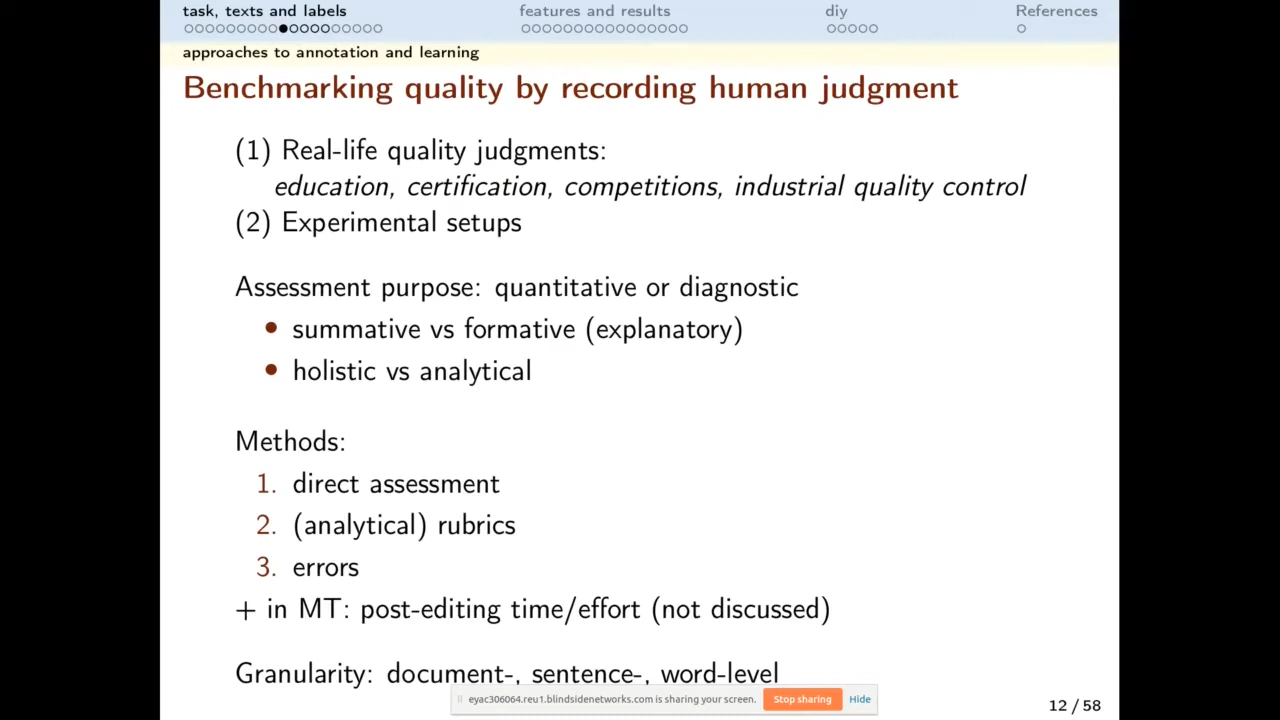 task, texts and labels features and results diy References
approaches to annotation and learning
Benchmarking quality by recording human judgment
(1) Real-life quality judgments:
education, certification, competitions, industrial quality control
(2) Experimental setups
Assessment purpose: quantitative or diagnostic
• summative vs formative (explanatory)
• holistic vs analytical
Methods:
1. direct assessment
2. (analytical) rubrics
3. errors
+ in MT: post-editing time/effort (not discussed)
Granularity: document-, sentence-, word-level
eyac306064.reu1.blindsidenetworks.com is sharing your screen. Stop sharing Hide
12 / 58